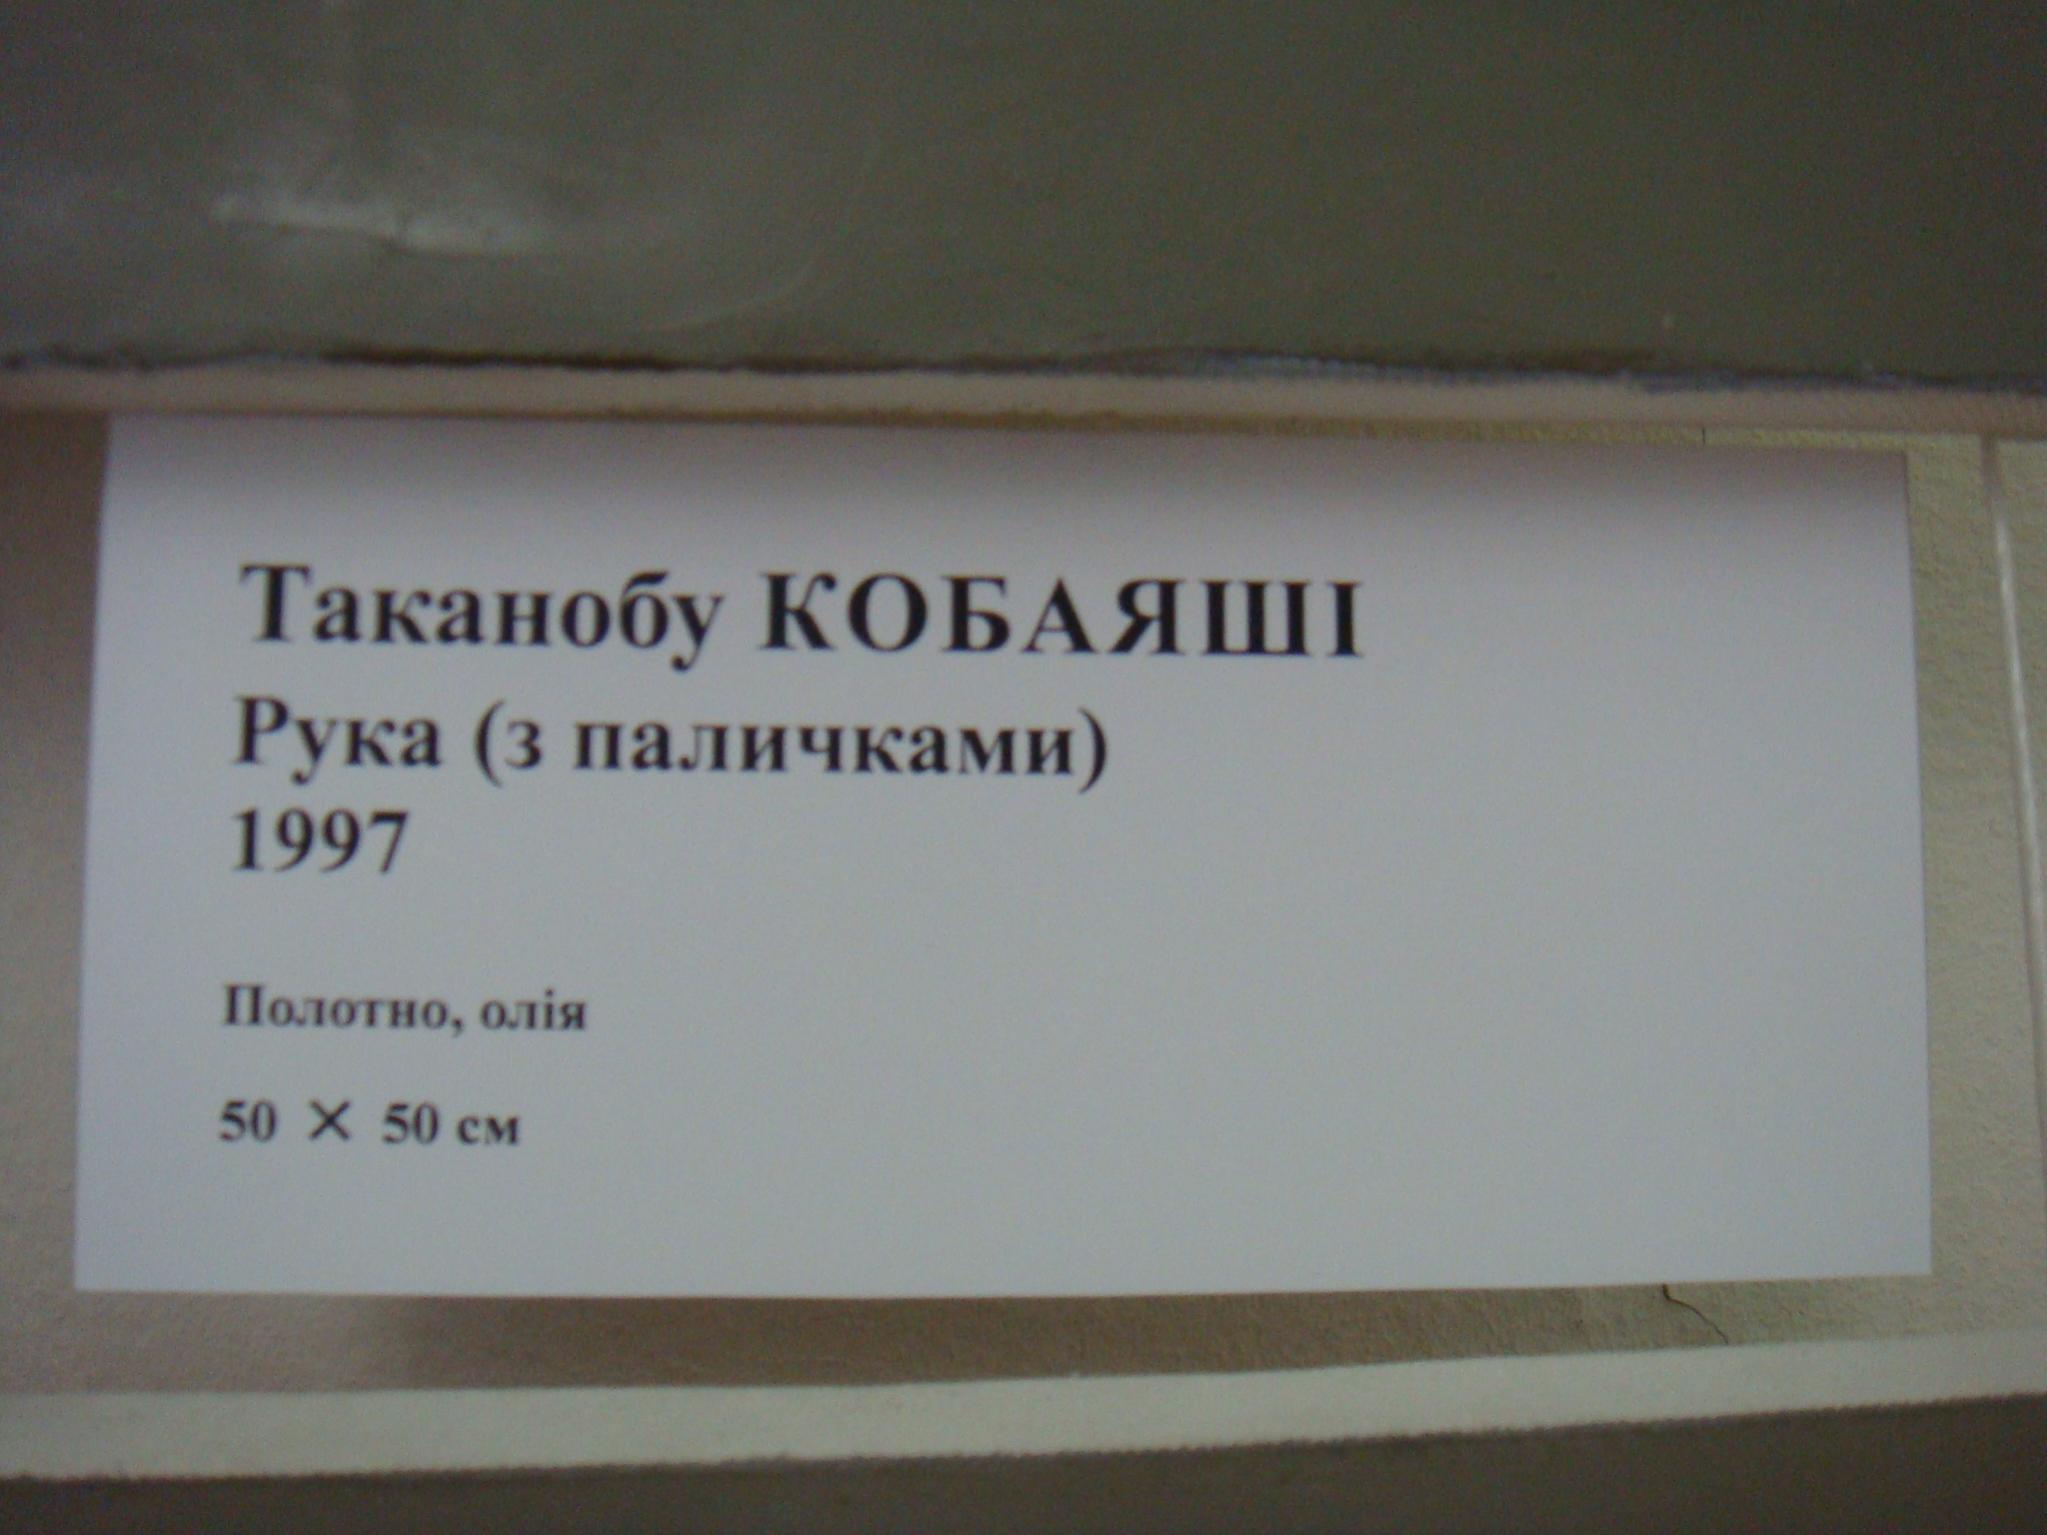 Таканобу КОБАЯШІ
Рука (з паличками)
1997
Полотно, олія
50 × 50 см